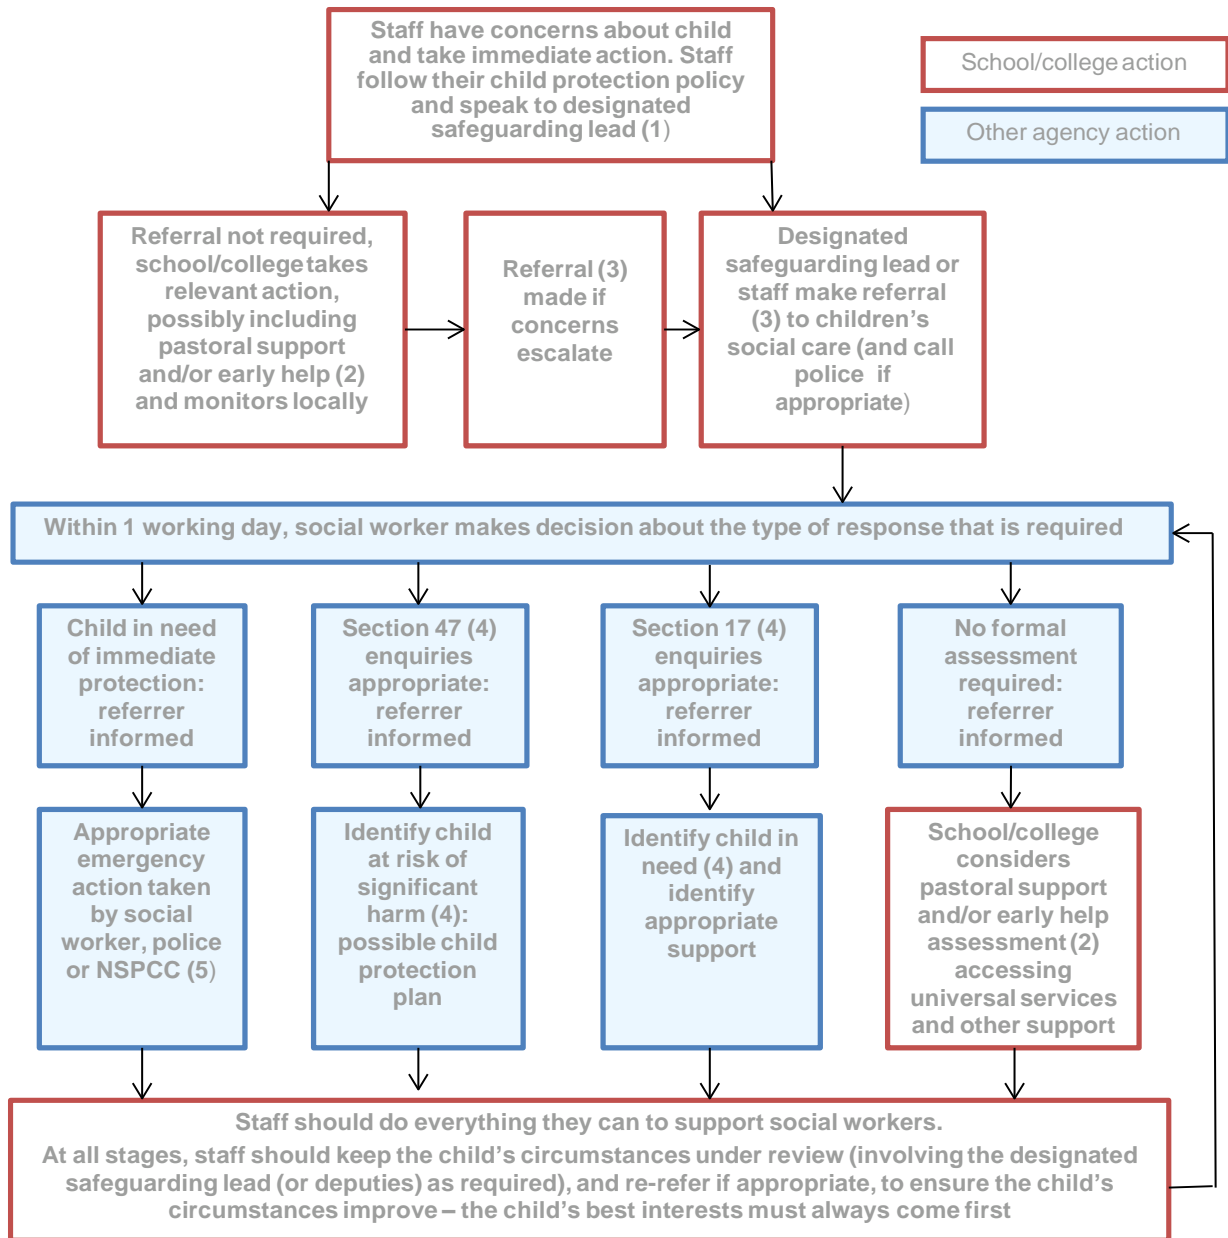 Staff have concerns about child
and take immediate action. Staff
follow their child protection policy
and speak to designated
safeguarding lead (1)
School/college action
Other agency action
Referral not required,
school/college takes
relevant action,
possibly including
pastoral support
and/or early help (2)
and monitors locally
Referral (3)
made if
concerns
escalate
Designated
safeguarding lead or
staff make referral
(3) to children’s
social care (and call
police if
appropriate)
Within 1 working day, social worker makes decision about the type of response that is required
Child in need
of immediate
protection:
referrer
informed
Section 47 (4)
enquiries
appropriate:
referrer
informed
Section 17 (4)
enquiries
appropriate:
referrer
informed
No formal
assessment
required:
referrer
informed
Appropriate
emergency
action taken
by social
worker, police
or NSPCC (5)
Identify child
at risk of
significant
harm (4):
possible child
protection
plan
Identify child in
need (4) and
identify
appropriate
support
School/college
considers
pastoral support
and/or early help
assessment (2)
accessing
universal services
and other support
Staff should do everything they can to support social workers.
At all stages, staff should keep the child’s circumstances under review (involving the designated
safeguarding lead (or deputies) as required), and re-refer if appropriate, to ensure the child’s
circumstances improve – the child’s best interests must always come first